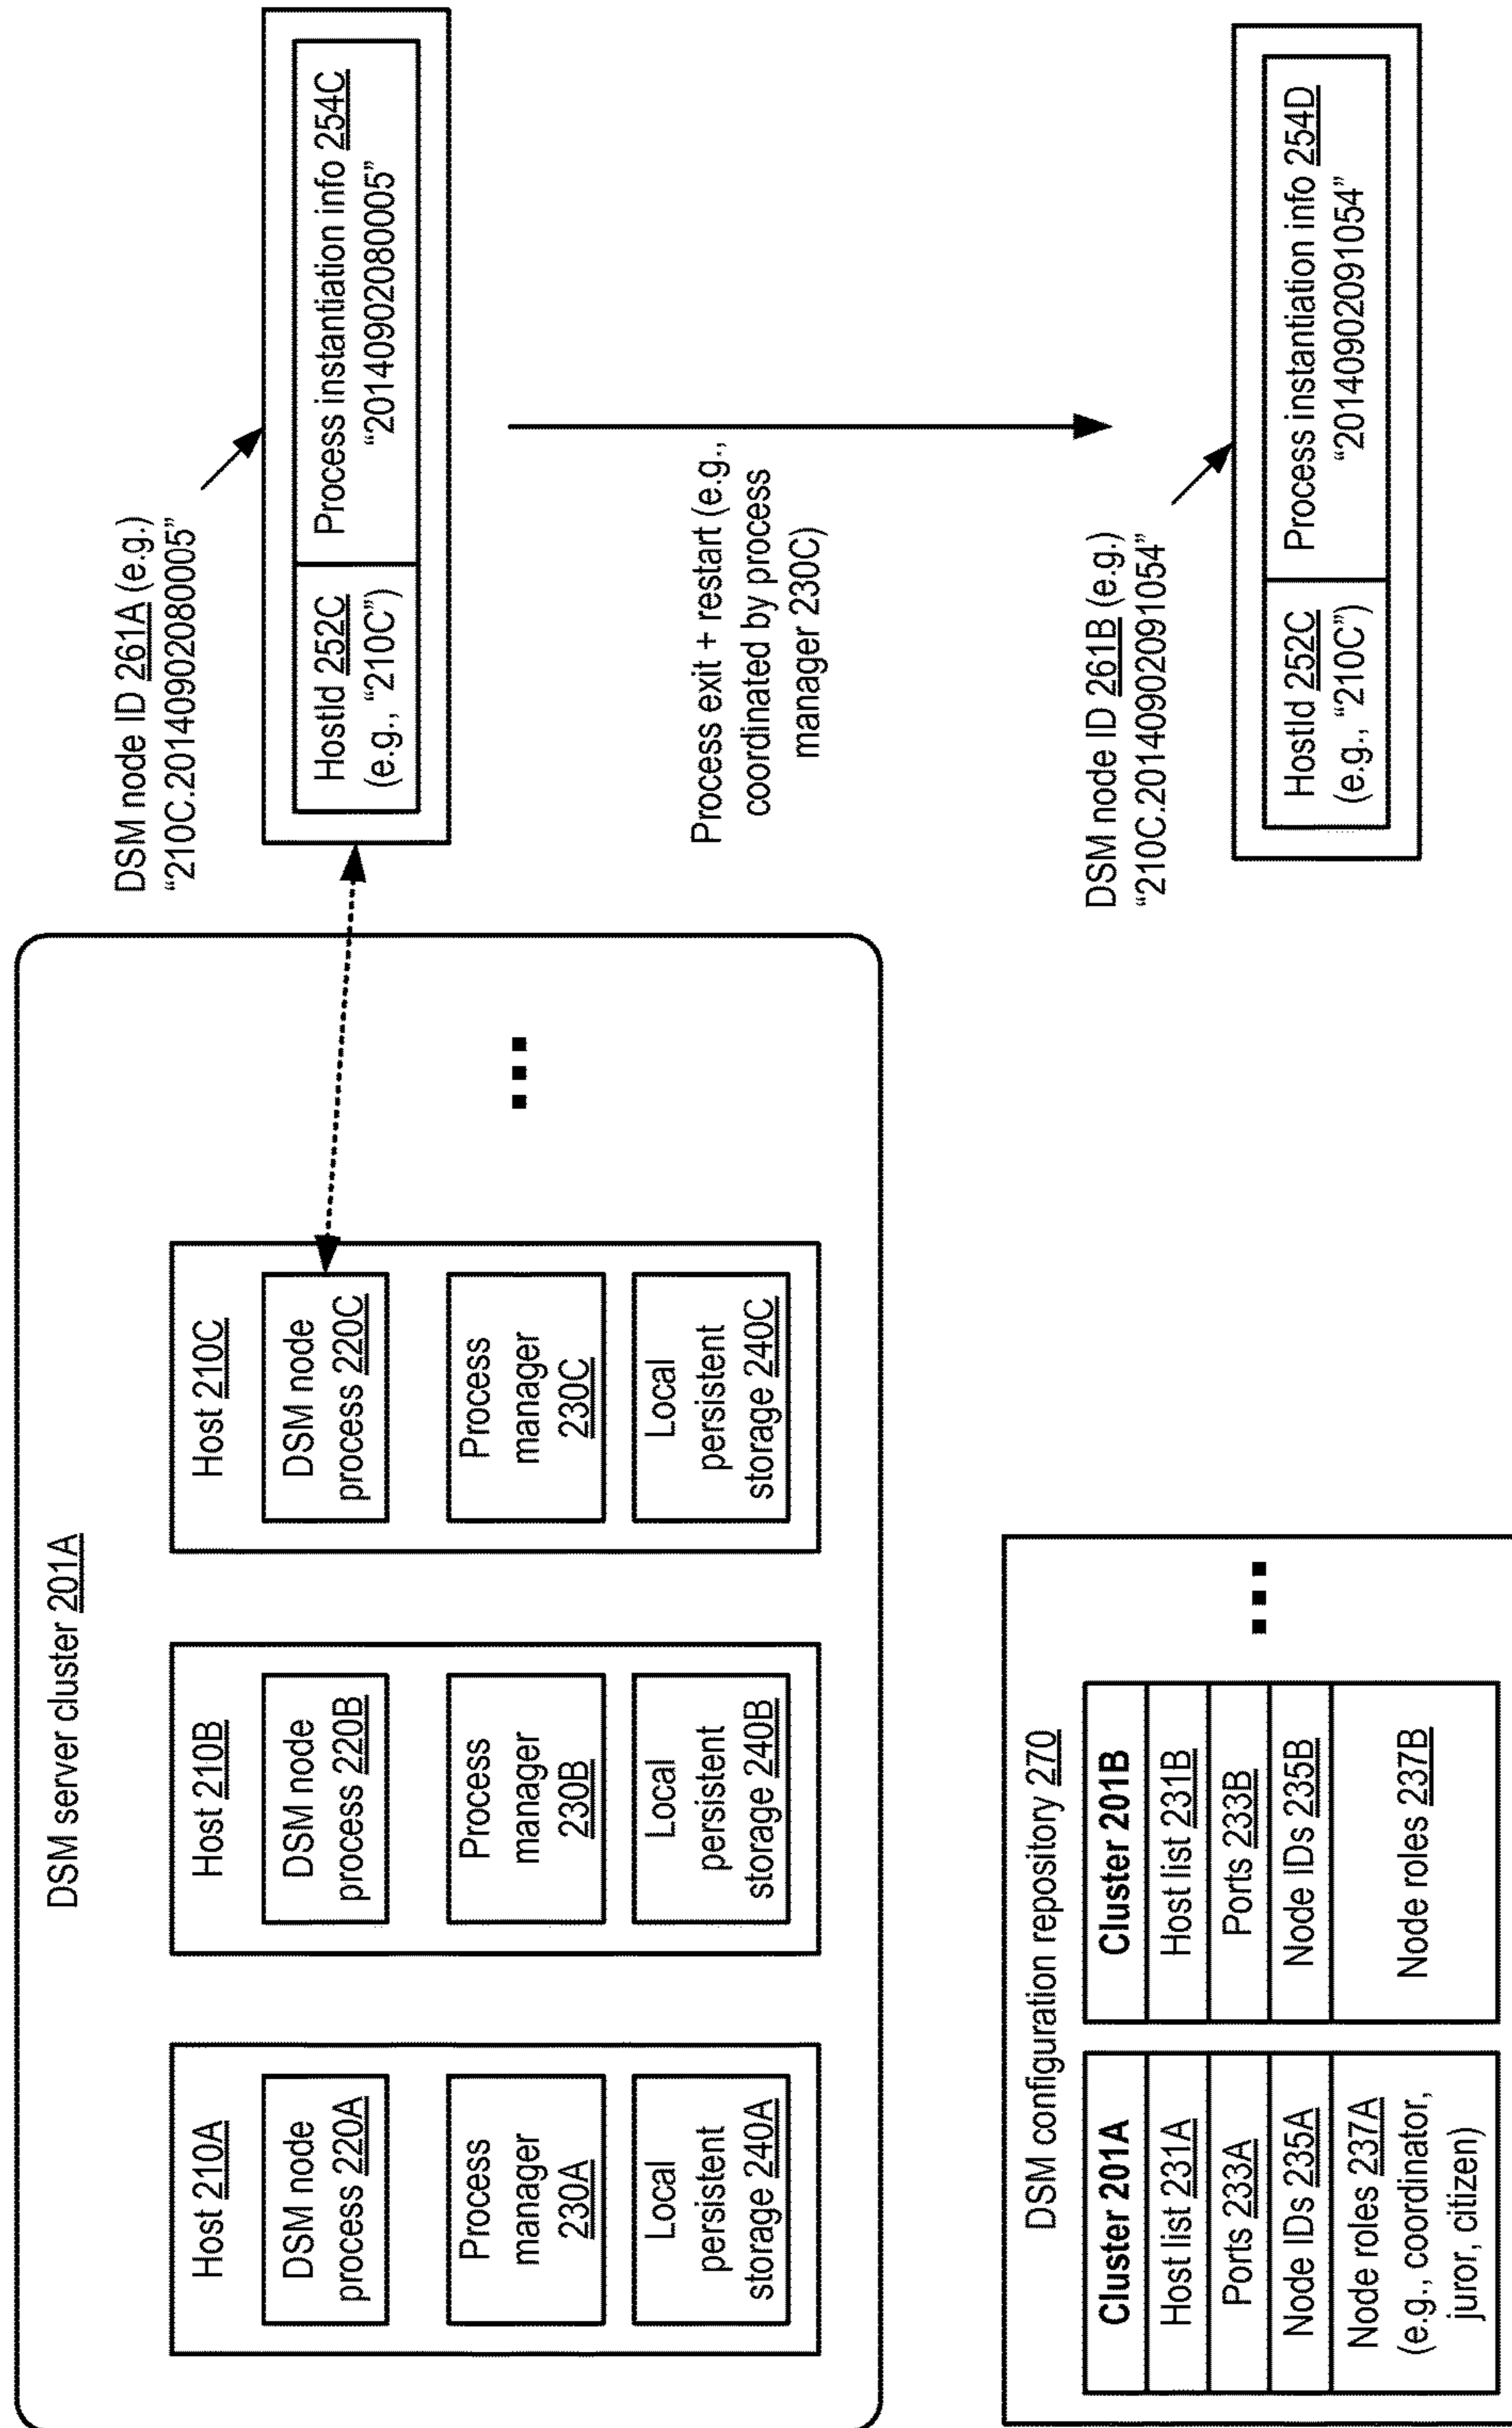 DSM server cluster 201A
Host 210A
DSM node
process 220A
Process
manager
230A
Local
persistent
storage 240A
Host 210B
DSM node
process 220B
Process
manager
230B
Local
persistent
storage 240B
Host 210C
DSM node
process 220C
Process
manager
230C
Local
persistent
storage 240C
DSM node ID 261A (e.g.)
“210C.20140902080005”
HostId 252C
(e.g., “210C”)
Process instantiation info 254C
“20140902080005”
Process exit + restart (e.g.,
coordinated by process
manager 230C)
DSM node ID 261B (e.g.)
“210C.20140902091054”
HostId 252C
(e.g., “210C”)
Process instantiation info 254D
“20140902091054”
DSM configuration repository 270
Cluster 201A
Host list 231A
Ports 233A
Node IDs 235A
Node roles 237A
(e.g., coordinator,
juror, citizen)
Cluster 201B
Host list 231B
Ports 233B
Node IDs 235B
Node roles 237B